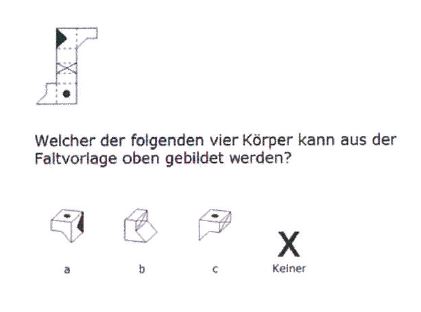 Welcher der folgenden vier Körper kann aus der
Faltvorlage oben gebildet werden?
X
a
b
c
Keiner